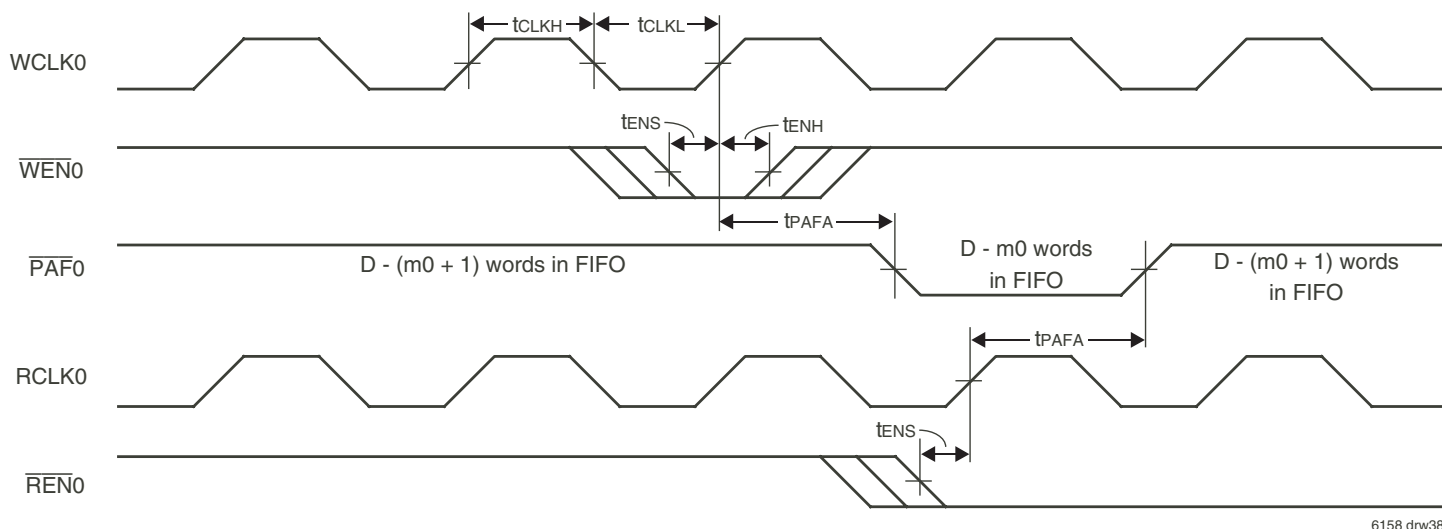 tCLKH
tCLKL
WCLK0
tENS
tENH
WEN0
tPAFA
PAF0
D - (m0 + 1) words in FIFO
D - m0 words
in FIFO
D - (m0 + 1) words
in FIFO
tPAFA
RCLK0
tENS
REN0
6158 drw38